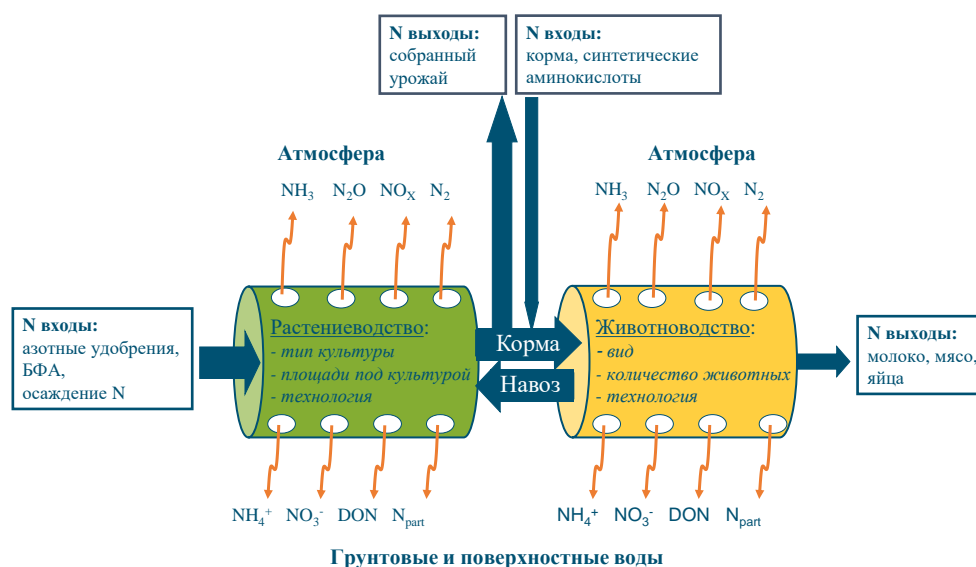 N выходы:
собранный
урожай
N входы:
корма, синтетические
аминокислоты
Атмосфера
Атмосфера
NH₃ N₂O NOₓ N₂
NH₃ N₂O NOₓ N₂
N входы:
азотные удобрения,
БФА,
осаждение N
Растениеводство:
- тип культуры
- площади под культурой
- технология
Корма
Навоз
Животноводство:
- вид
- количество животных
- технология
N выходы:
молоко, мясо,
яйца
NH₄⁺ NO₃⁻ DON Npart
NH₄⁺ NO₃⁻ DON Npart
Грунтовые и поверхностные воды